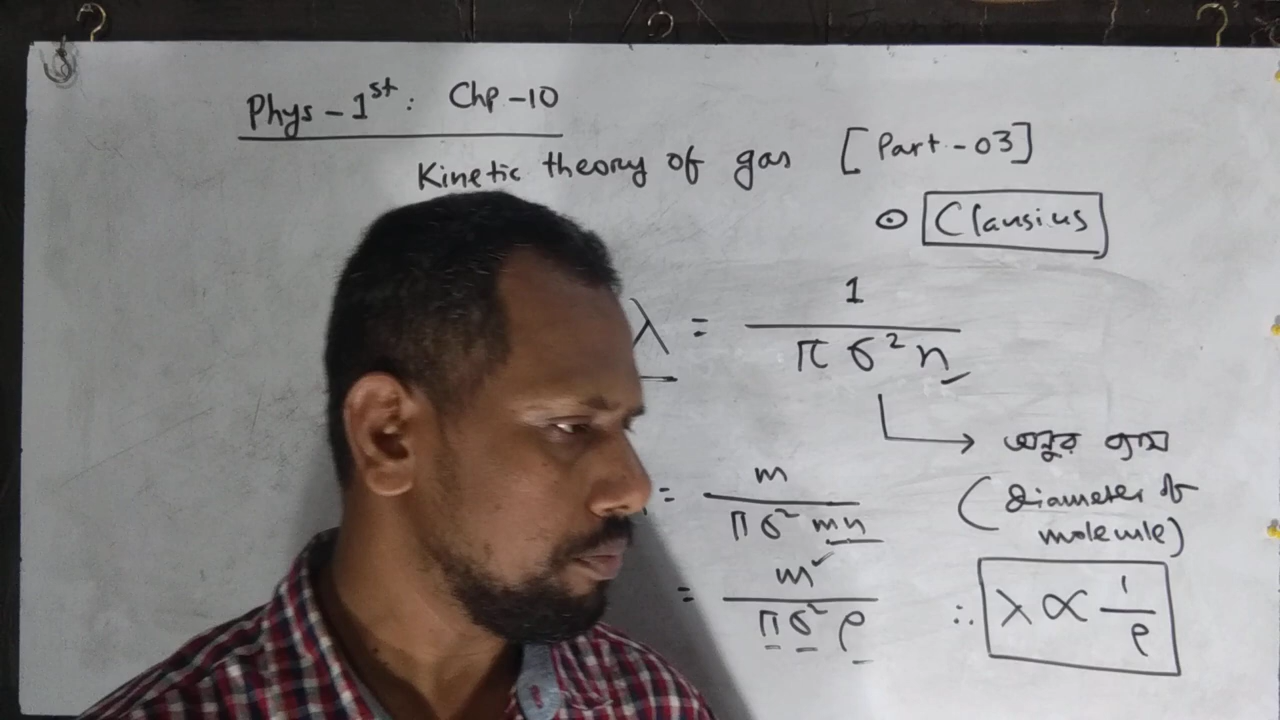 Phys - 1st : Chp - 10
Kinetic theory of gas [Part - 03]
⊙ Clausius
λ = 1 / π σ² n
অনুর ব্যাস
(Diameter of
molecule)
= m / π σ² mn
= m / π σ² ρ
∴ λ ∝ 1 / ρ